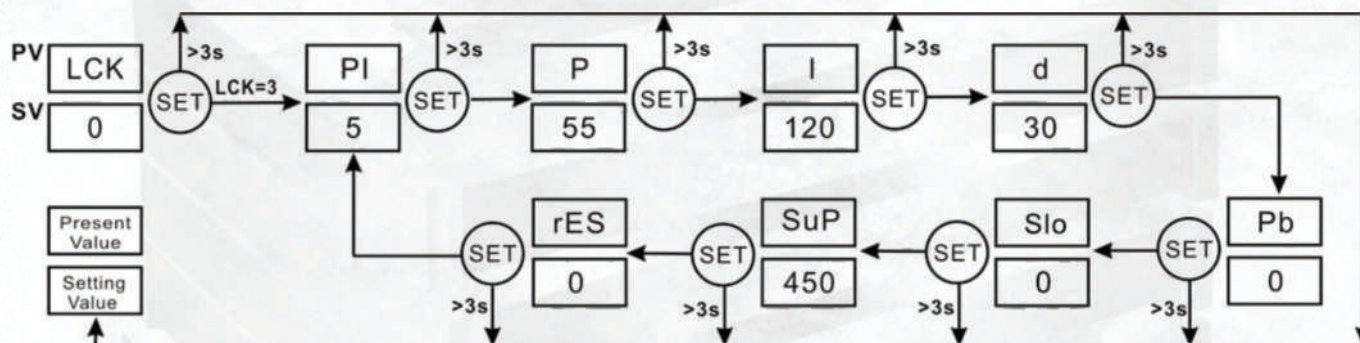 >3s >3s >3s >3s >3s
PV LCK PI P I d
SET LCK=3 SET SET SET SET
SV 0 5 55 120 30
Present Value rES SuP Slo Pb
SET SET SET SET
Setting Value 0 450 0 0
>3s >3s >3s >3s